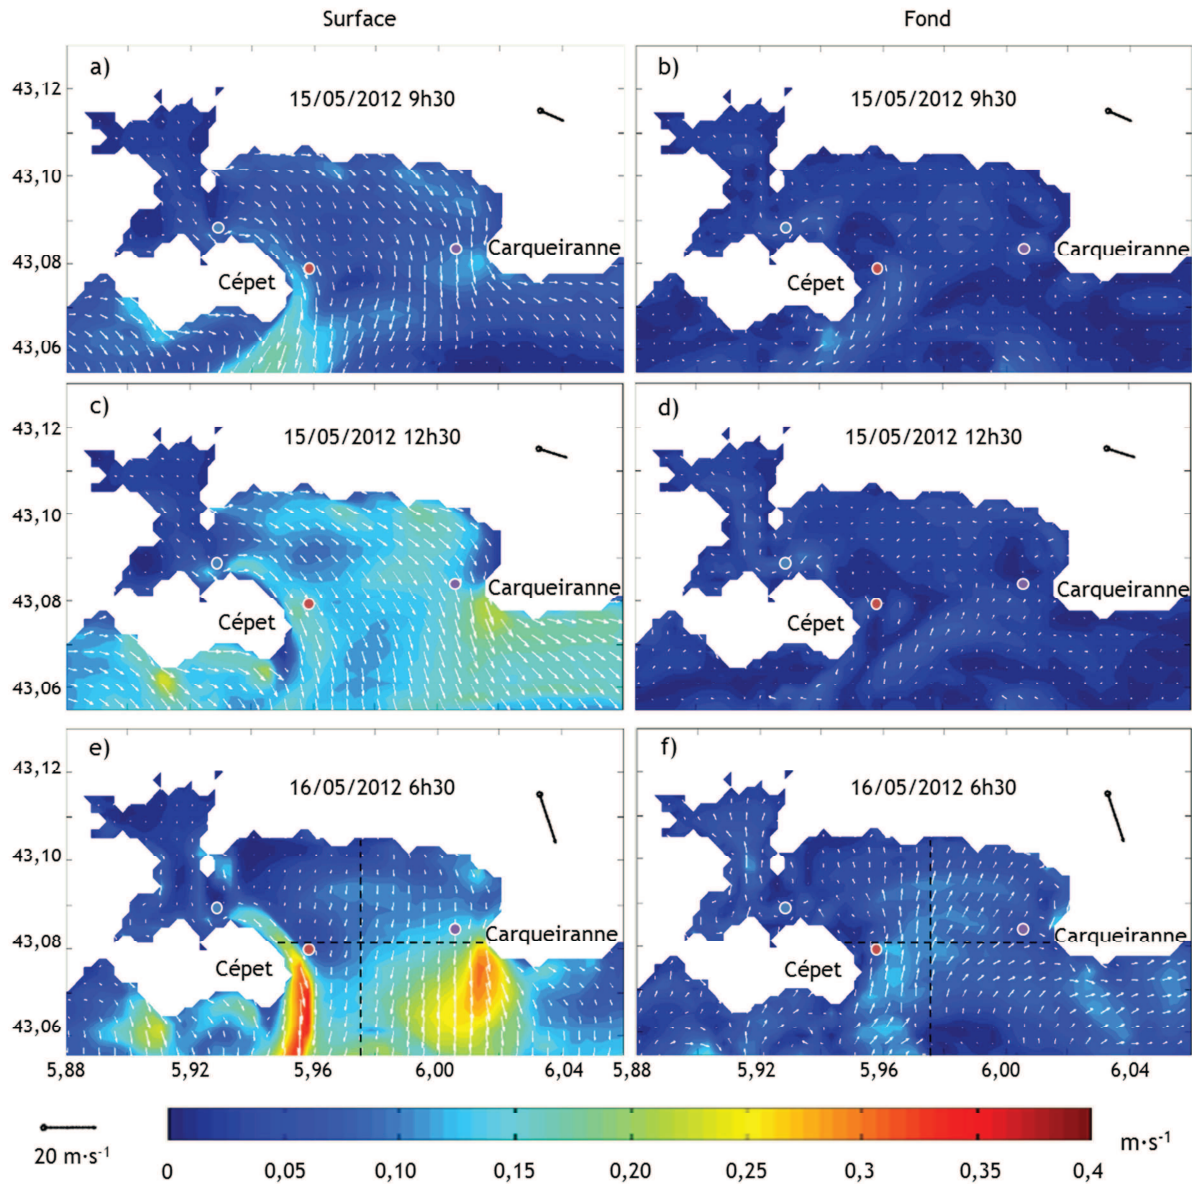 Surface
Fond
a)
15/05/2012 9h30
43,12
43,10
43,08
43,06
Cépet
Carqueiranne
b)
15/05/2012 9h30
Cépet
Carqueiranne
c)
15/05/2012 12h30
43,12
43,10
43,08
43,06
Cépet
Carqueiranne
d)
15/05/2012 12h30
Cépet
Carqueiranne
e)
16/05/2012 6h30
43,12
43,10
43,08
43,06
Cépet
Carqueiranne
f)
16/05/2012 6h30
Cépet
Carqueiranne
5,88 5,92 5,96 6,00 6,04 5,88 5,92 5,96 6,00 6,04
20 m·s⁻¹
0 0,05 0,10 0,15 0,20 0,25 0,3 0,35 0,4
m·s⁻¹